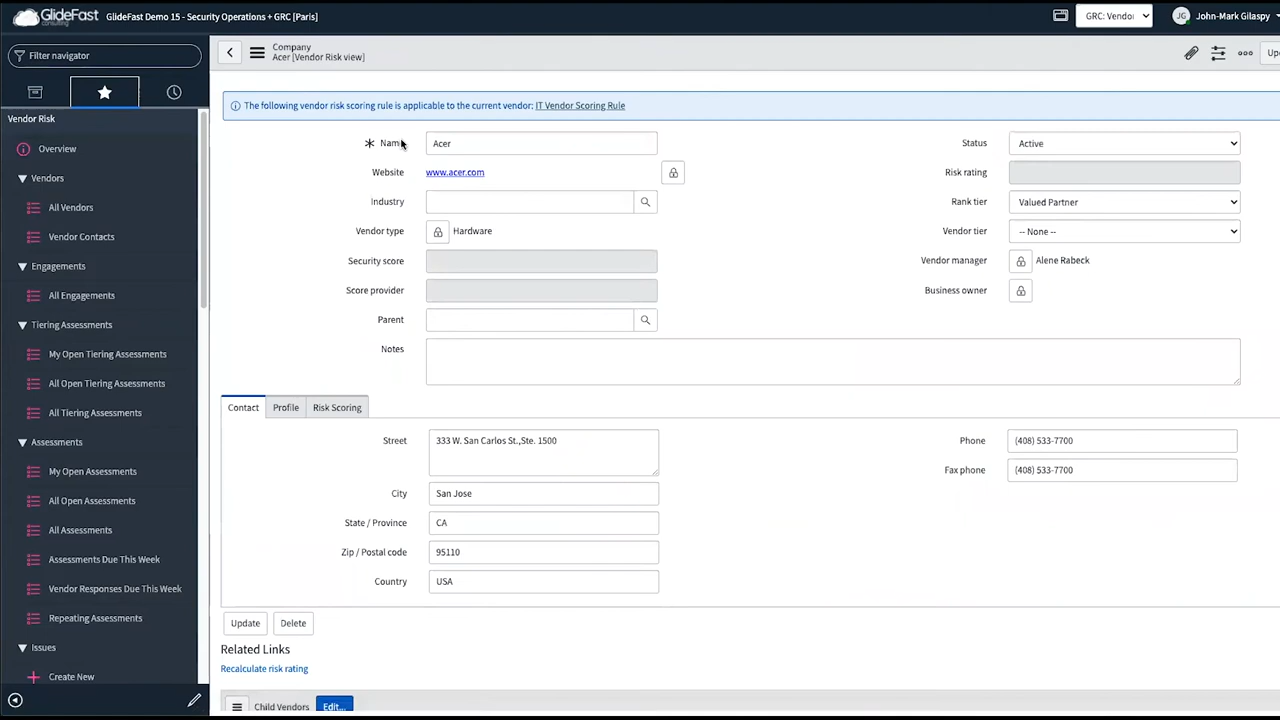 GlideFast consulting GlideFast Demo 15 - Security Operations + GRC [Paris] GRC: Vendo JG John-Mark Gilaspy
Filter navigator
Vendor Risk
Overview
Vendors
All Vendors
Vendor Contacts
Engagements
All Engagements
Tiering Assessments
My Open Tiering Assessments
All Open Tiering Assessments
All Tiering Assessments
Assessments
My Open Assessments
All Open Assessments
All Assessments
Assessments Due This Week
Vendor Responses Due This Week
Repeating Assessments
Issues
Create New
Company
Acer [Vendor Risk view]
Up
The following vendor risk scoring rule is applicable to the current vendor: IT Vendor Scoring Rule
Name Acer
Website www.acer.com
Industry
Vendor type Hardware
Security score
Score provider
Parent
Notes
Status Active
Risk rating
Rank tier Valued Partner
Vendor tier -- None --
Vendor manager Alene Rabeck
Business owner
Contact Profile Risk Scoring
Street 333 W. San Carlos St.,Ste. 1500
City San Jose
State / Province CA
Zip / Postal code 95110
Country USA
Phone (408) 533-7700
Fax phone (408) 533-7700
Update Delete
Related Links
Recalculate risk rating
Child Vendors Edit...